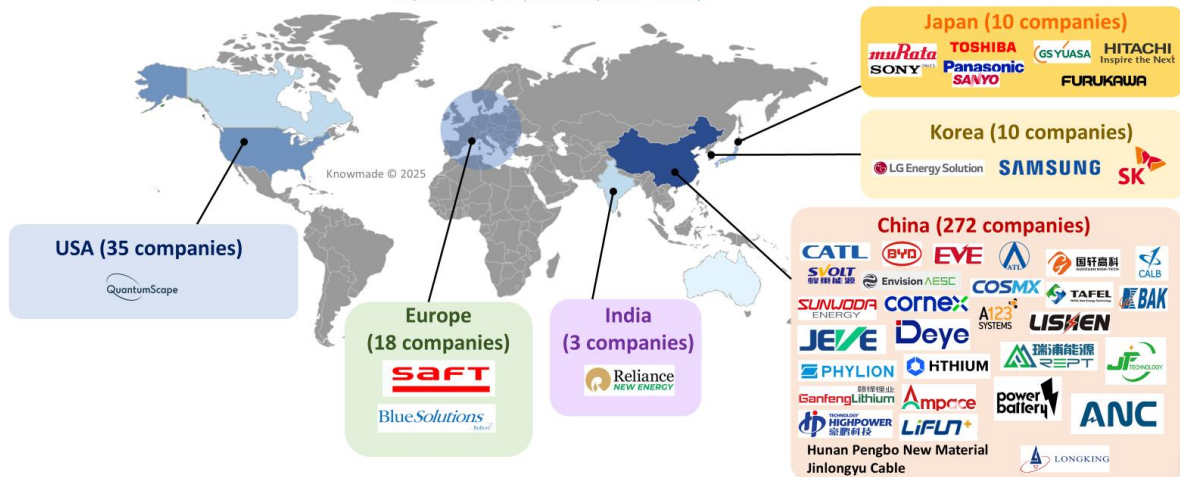 Japan (10 companies)
muRata
SONY
TOSHIBA
Panasonic
SANYO
GS YUASA
HITACHI
Inspire the Next
FURUKAWA
Korea (10 companies)
LG Energy Solution
SAMSUNG
SK
Knowmade © 2025
USA (35 companies)
QuantumScape
Europe
(18 companies)
SAFT
BlueSolutions
India
(3 companies)
Reliance
NEW ENERGY
China (272 companies)
CATL
BYD
EVE
ATL
国轩高科
GUOXUAN HIGH-TECH
CALB
SVOLT
蜂巢能源
Envision AESC
COSMX
TAFEL
BAK
SUNWODA
ENERGY
cornex
A123
SYSTEMS
LISHEN
JEVE
Deye
PHYLION
HiTHIUM
瑞浦能源
REPT
JF
TECHNOLOGY
赣锋锂业
GanfengLithium
Ampace
power
battery
ANC
TECHNOLOGY
HIGHPOWER
豪鹏科技
LiFUN
Hunan Pengbo New Material
Jinlongyu Cable
LONGKING